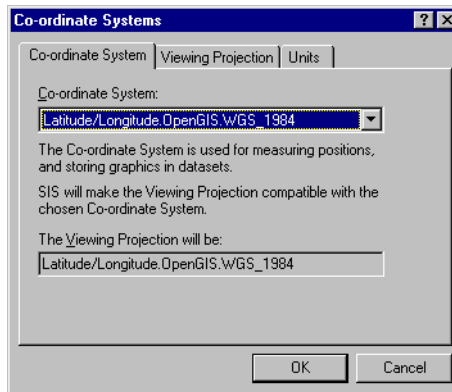 Co-ordinate Systems
Co-ordinate System Viewing Projection Units
Co-ordinate System:
Latitude/Longitude.OpenGIS.WGS_1984
The Co-ordinate System is used for measuring positions,
and storing graphics in datasets.
SIS will make the Viewing Projection compatible with the
chosen Co-ordinate System.
The Viewing Projection will be:
Latitude/Longitude.OpenGIS.WGS_1984
OK Cancel